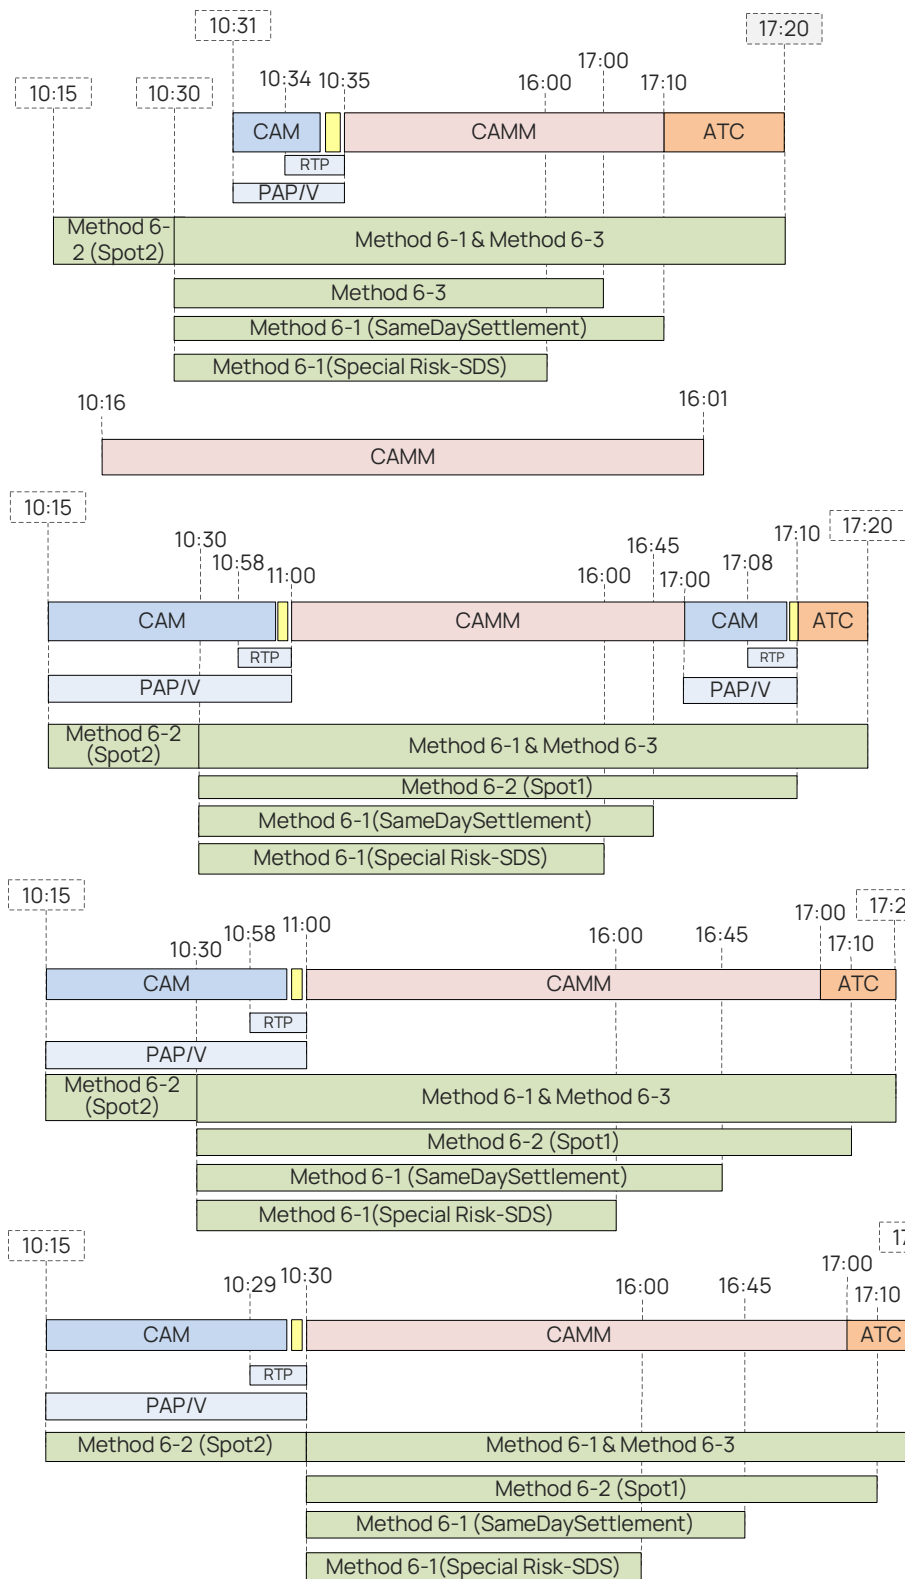 10:31
17:20
10:15
10:30
10:34
10:35
16:00
17:00
17:10
CAM
CAMM
ATC
RTP
PAP/V
Method 6-
2 (Spot2)
Method 6-1 & Method 6-3
Method 6-3
Method 6-1 (SameDaySettlement)
Method 6-1(Special Risk-SDS)
10:16
16:01
CAMM
10:15
10:30
10:58
11:00
16:00
16:45
17:00
17:08
17:10
17:20
CAM
CAMM
CAM
ATC
RTP
RTP
PAP/V
PAP/V
Method 6-2
(Spot2)
Method 6-1 & Method 6-3
Method 6-2 (Spot1)
Method 6-1(SameDaySettlement)
Method 6-1(Special Risk-SDS)
10:15
10:30
10:58
11:00
16:00
16:45
17:00
17:10
17:2
CAM
CAMM
ATC
RTP
PAP/V
Method 6-2
(Spot2)
Method 6-1 & Method 6-3
Method 6-2 (Spot1)
Method 6-1 (SameDaySettlement)
Method 6-1(Special Risk-SDS)
10:15
10:29
10:30
16:00
16:45
17:00
17:10
17
CAM
CAMM
ATC
RTP
PAP/V
Method 6-2 (Spot2)
Method 6-1 & Method 6-3
Method 6-2 (Spot1)
Method 6-1 (SameDaySettlement)
Method 6-1(Special Risk-SDS)